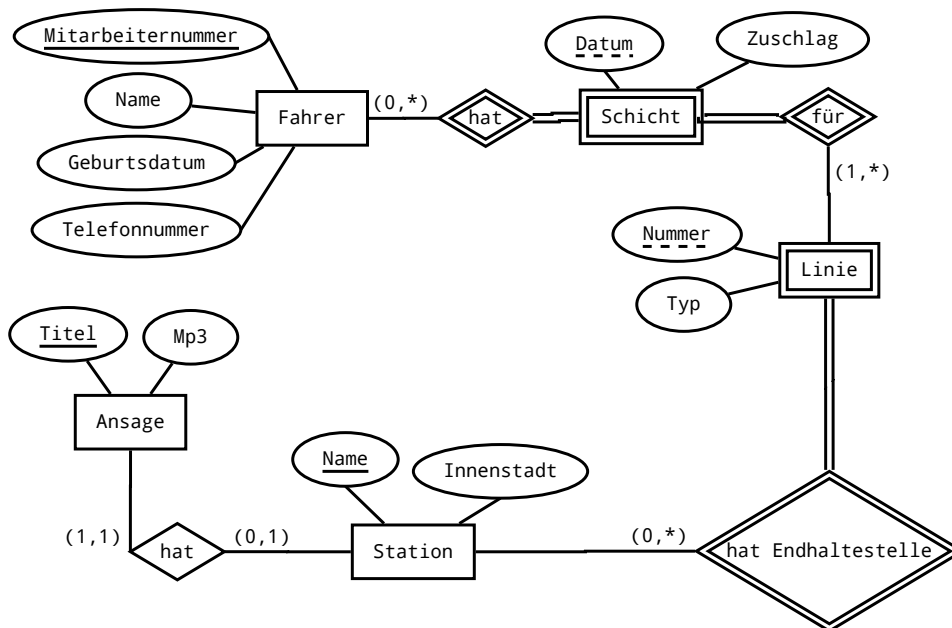 Mitarbeiternummer
Datum
Zuschlag
Name
Fahrer
(0,*)
hat
Schicht
für
Geburtsdatum
(1,*)
Telefonnummer
Nummer
Linie
Typ
Titel
Mp3
Ansage
Name
Innenstadt
(1,1)
hat
(0,1)
Station
(0,*)
hat Endhaltestelle